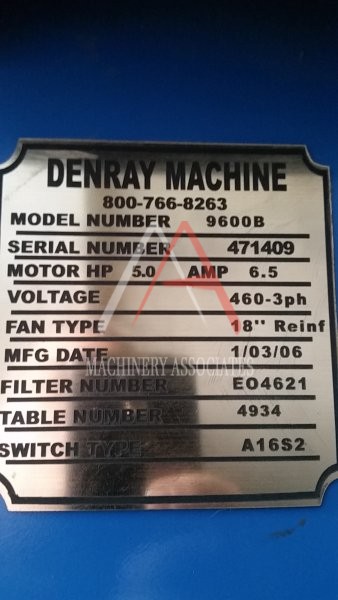 DENRAY MACHINE
800-766-8263
MODEL NUMBER 9600B
SERIAL NUMBER 471409
MOTOR HP 5.0 AMP 6.5
VOLTAGE 460-3ph
FAN TYPE 18" Reinf
MFG DATE 1/03/06
MACHINERY ASSOCIATES
FILTER NUMBER EO4621
TABLE NUMBER 4934
SWITCH TYPE A16S2